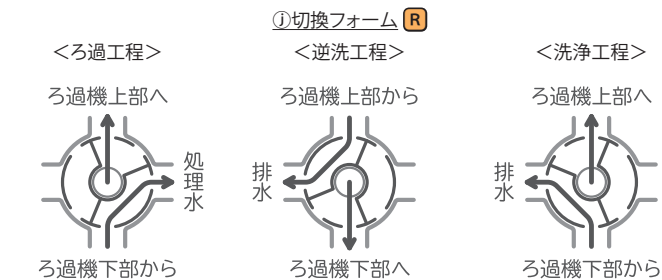 ⓙ切換フォーム R
＜ろ過工程＞ ＜逆洗工程＞ ＜洗浄工程＞
ろ過機上部へ ろ過機上部から ろ過機上部へ
処理水 排水 排水
ろ過機下部から ろ過機下部へ ろ過機下部から